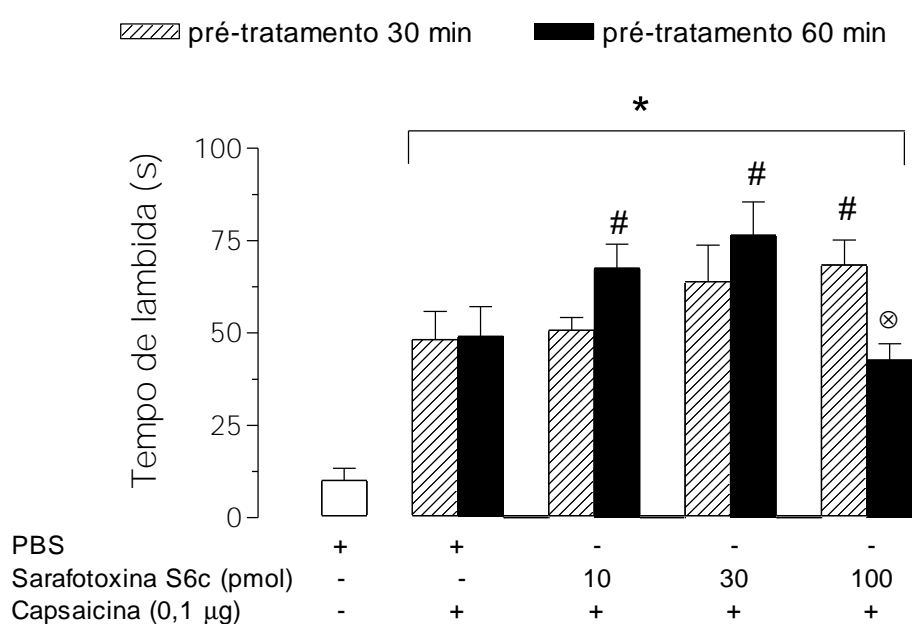 pré-tratamento 30 min pré-tratamento 60 min
*
Tempo de lambida (s)
100
75
50
25
0
# # #
⊗
PBS + + - - -
Sarafotoxina S6c (pmol) - - 10 30 100
Capsaicina (0,1 μg) - + + + +